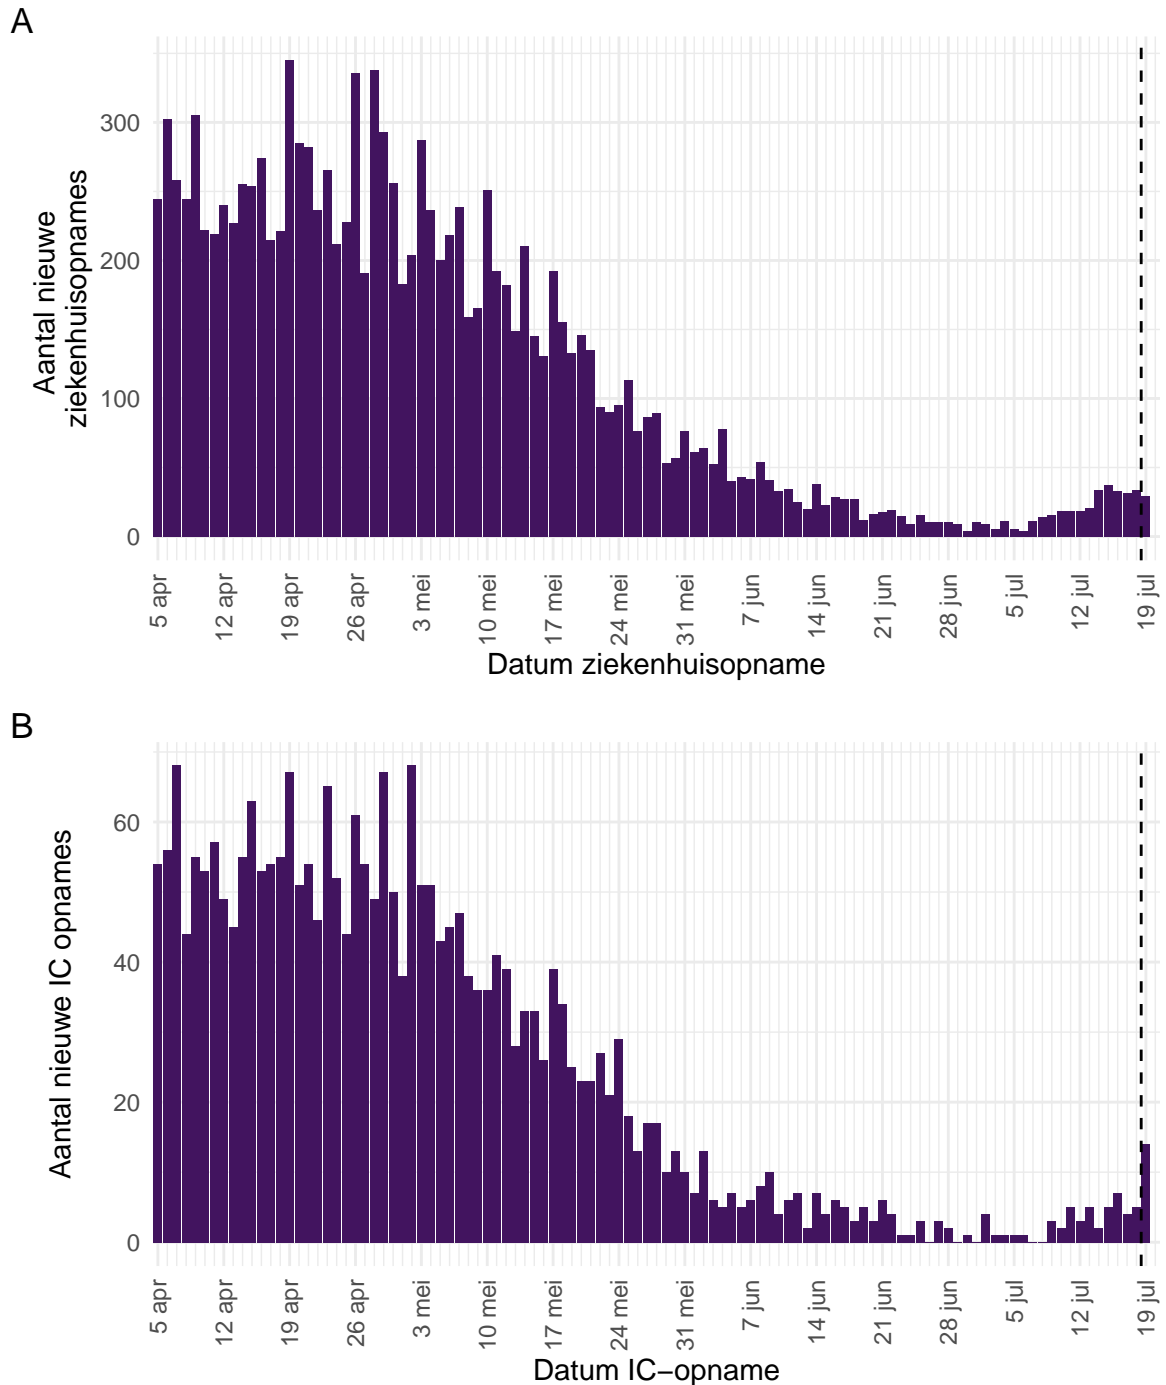 A
Aantal nieuwe
ziekenhuisopnames
300
200
100
0
5 apr
12 apr
19 apr
26 apr
3 mei
10 mei
17 mei
24 mei
31 mei
7 jun
14 jun
21 jun
28 jun
5 jul
12 jul
19 jul
Datum ziekenhuisopname
B
Aantal nieuwe IC opnames
60
40
20
0
5 apr
12 apr
19 apr
26 apr
3 mei
10 mei
17 mei
24 mei
31 mei
7 jun
14 jun
21 jun
28 jun
5 jul
12 jul
19 jul
Datum IC−opname